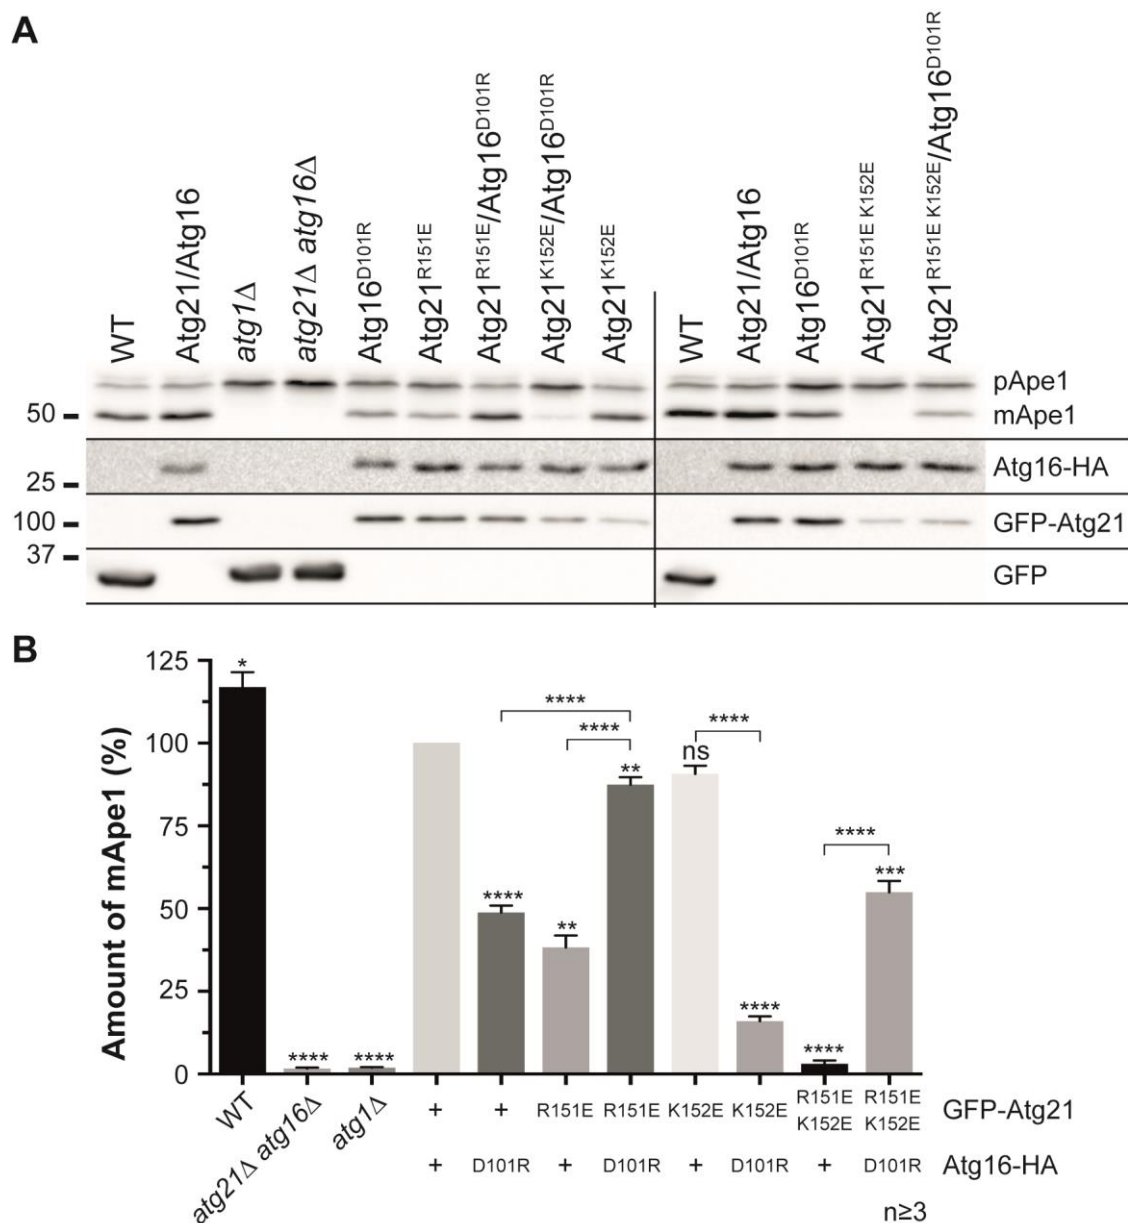 A
WT
Atg21/Atg16
atg1Δ
atg21Δ atg16Δ
Atg16D101R
Atg21R151E
Atg21R151E/Atg16D101R
Atg21K152E/Atg16D101R
Atg21K152E
WT
Atg21/Atg16
Atg16D101R
Atg21R151E K152E
Atg21R151E K152E/Atg16D101R
pApe1
50
mApe1
Atg16-HA
25
100
GFP-Atg21
37
GFP
B
Amount of mApe1 (%)
125
100
75
50
25
0
*
****
****
****
**
****
****
**
ns
****
****
****
****
***
WT
atg21Δ atg16Δ
atg1Δ
+ + R151E R151E K152E K152E R151E K152E R151E K152E GFP-Atg21
+ D101R + D101R + D101R + D101R Atg16-HA
n≥3